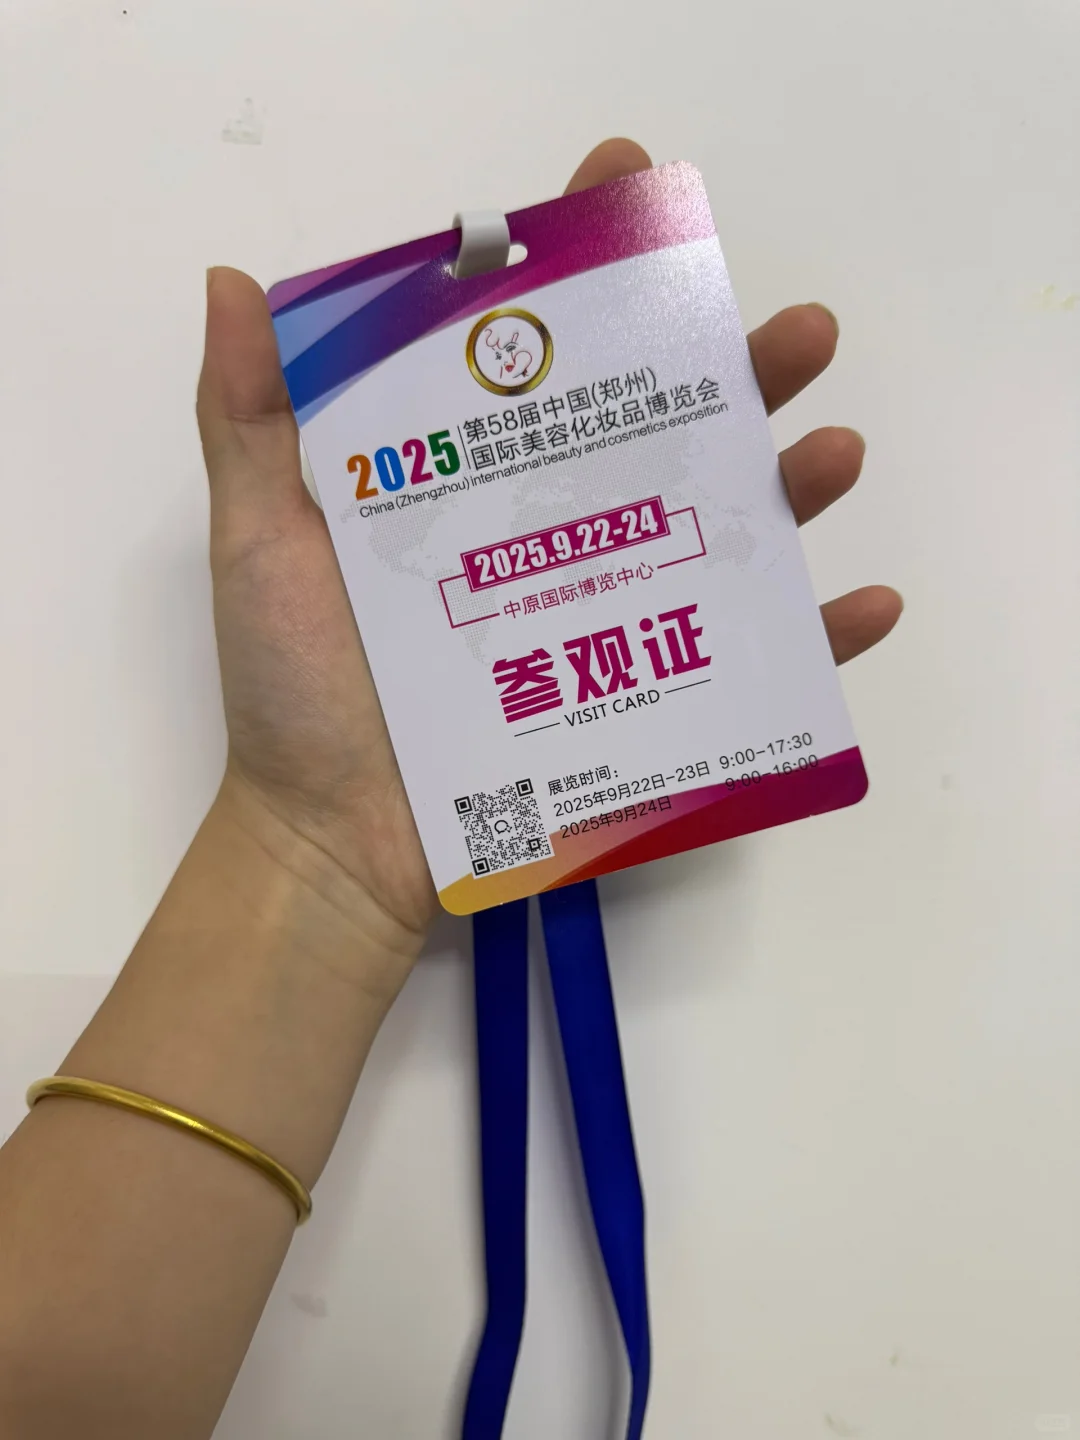 2025
第58届中国(郑州)
国际美容化妆品博览会
China (Zhengzhou) international beauty and cosmetics exposition
2025.9.22-24
中原国际博览中心
参观证
VISIT CARD
展览时间：
2025年9月22日-23日 9:00-17:30
2025年9月24日 9:00-16:00